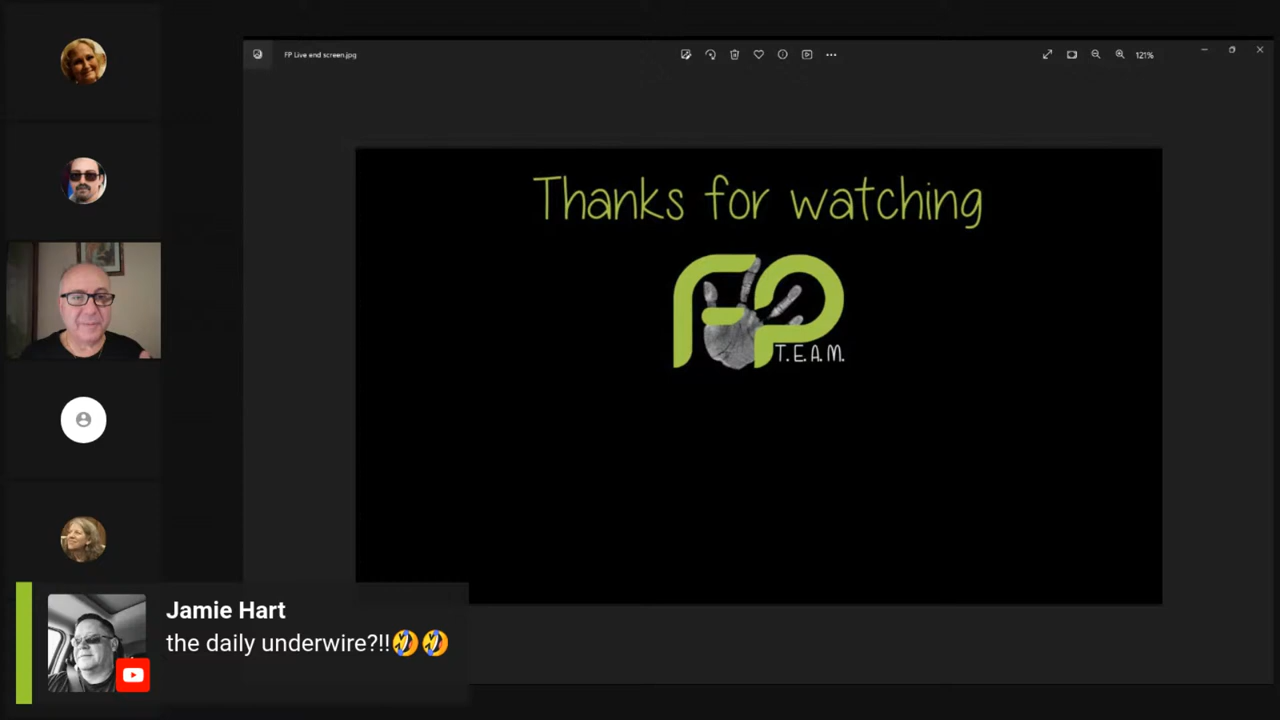 FP Live end screen.jpg
121%
Thanks for watching
FP
T.E.A.M.
Jamie Hart
the daily underwire?!!🤣🤣